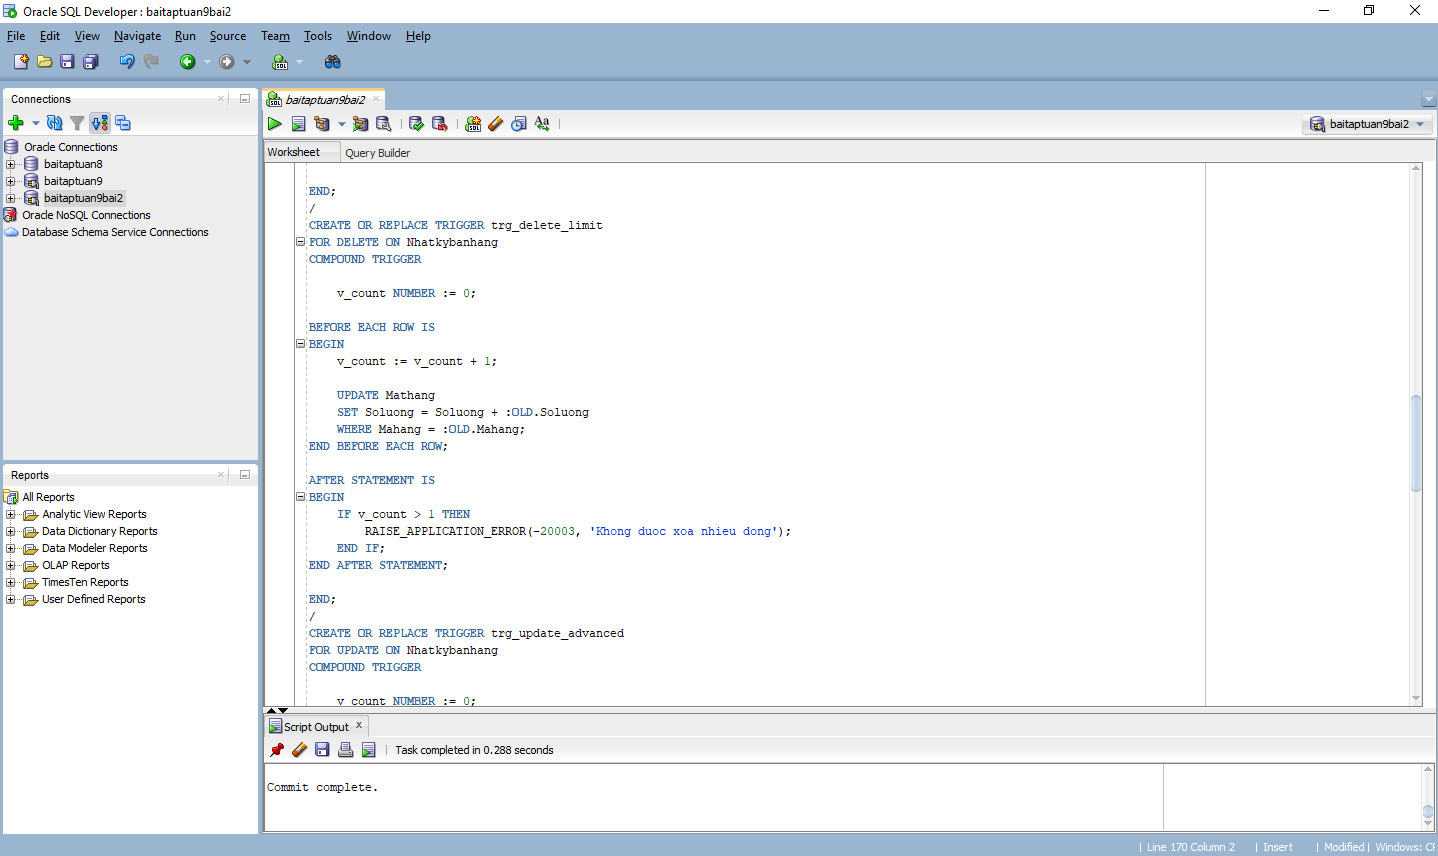 Oracle SQL Developer : baitaptuan9bai2
File Edit View Navigate Run Source Team Tools Window Help
Connections
Oracle Connections
baitaptuan8
baitaptuan9
baitaptuan9bai2
Oracle NoSQL Connections
Database Schema Service Connections
Reports
All Reports
Analytic View Reports
Data Dictionary Reports
Data Modeler Reports
OLAP Reports
TimesTen Reports
User Defined Reports
baitaptuan9bai2
baitaptuan9bai2
Worksheet Query Builder
END;
/
CREATE OR REPLACE TRIGGER trg_delete_limit
FOR DELETE ON Nhatkybanhang
COMPOUND TRIGGER
v_count NUMBER := 0;
BEFORE EACH ROW IS
BEGIN
v_count := v_count + 1;
UPDATE Mathang
SET Soluong = Soluong + :OLD.Soluong
WHERE Mahang = :OLD.Mahang;
END BEFORE EACH ROW;
AFTER STATEMENT IS
BEGIN
IF v_count > 1 THEN
RAISE_APPLICATION_ERROR(-20003, 'Khong duoc xoa nhieu dong');
END IF;
END AFTER STATEMENT;
END;
/
CREATE OR REPLACE TRIGGER trg_update_advanced
FOR UPDATE ON Nhatkybanhang
COMPOUND TRIGGER
v_count NUMBER := 0;
Script Output
Task completed in 0.288 seconds
Commit complete.
Line 170 Column 2 Insert Modified Windows: